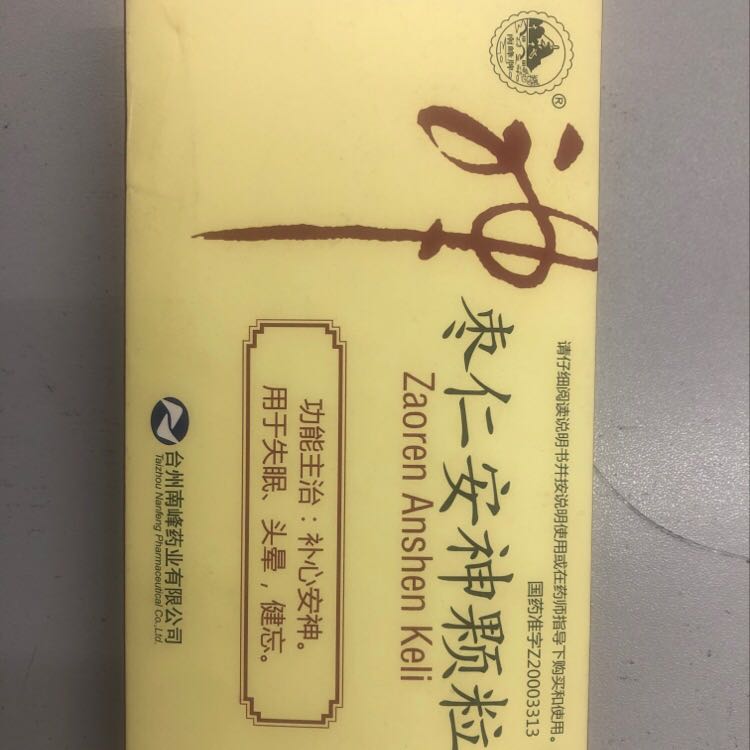 南峰牌
®
神
请仔细阅读说明书并按说明使用或在药师指导下购买和使用。
国药准字Z20003313
枣仁安神颗粒
Zaoren Anshen Keli
功能主治：补心安神。
用于失眠、头晕，健忘。
台州南峰药业有限公司
Taizhou Nanfeng Pharmaceutical Co.,Ltd.